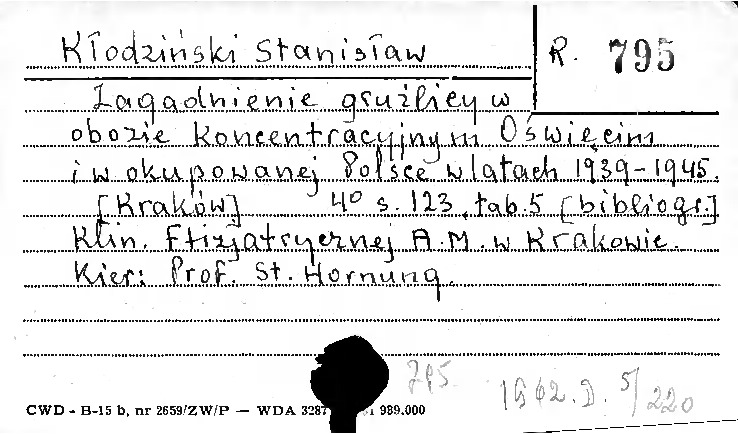 Kłodziński Stanisław
R. 795
Zagadnienie gruźlicy w
obozie koncentracyjnym Oświęcim
i w okupowanej Polsce w latach 1939-1945.
[Kraków] 4° s. 123, tab. 5 [bibliogr.]
Klin. Ftizjatrycznej A.M. w Krakowie.
Kier: Prof. St. Hornung.
795.
1962.D. 5/220
CWD - H-15 b, nr 2659/ZW/P — WDA 3287 989.000